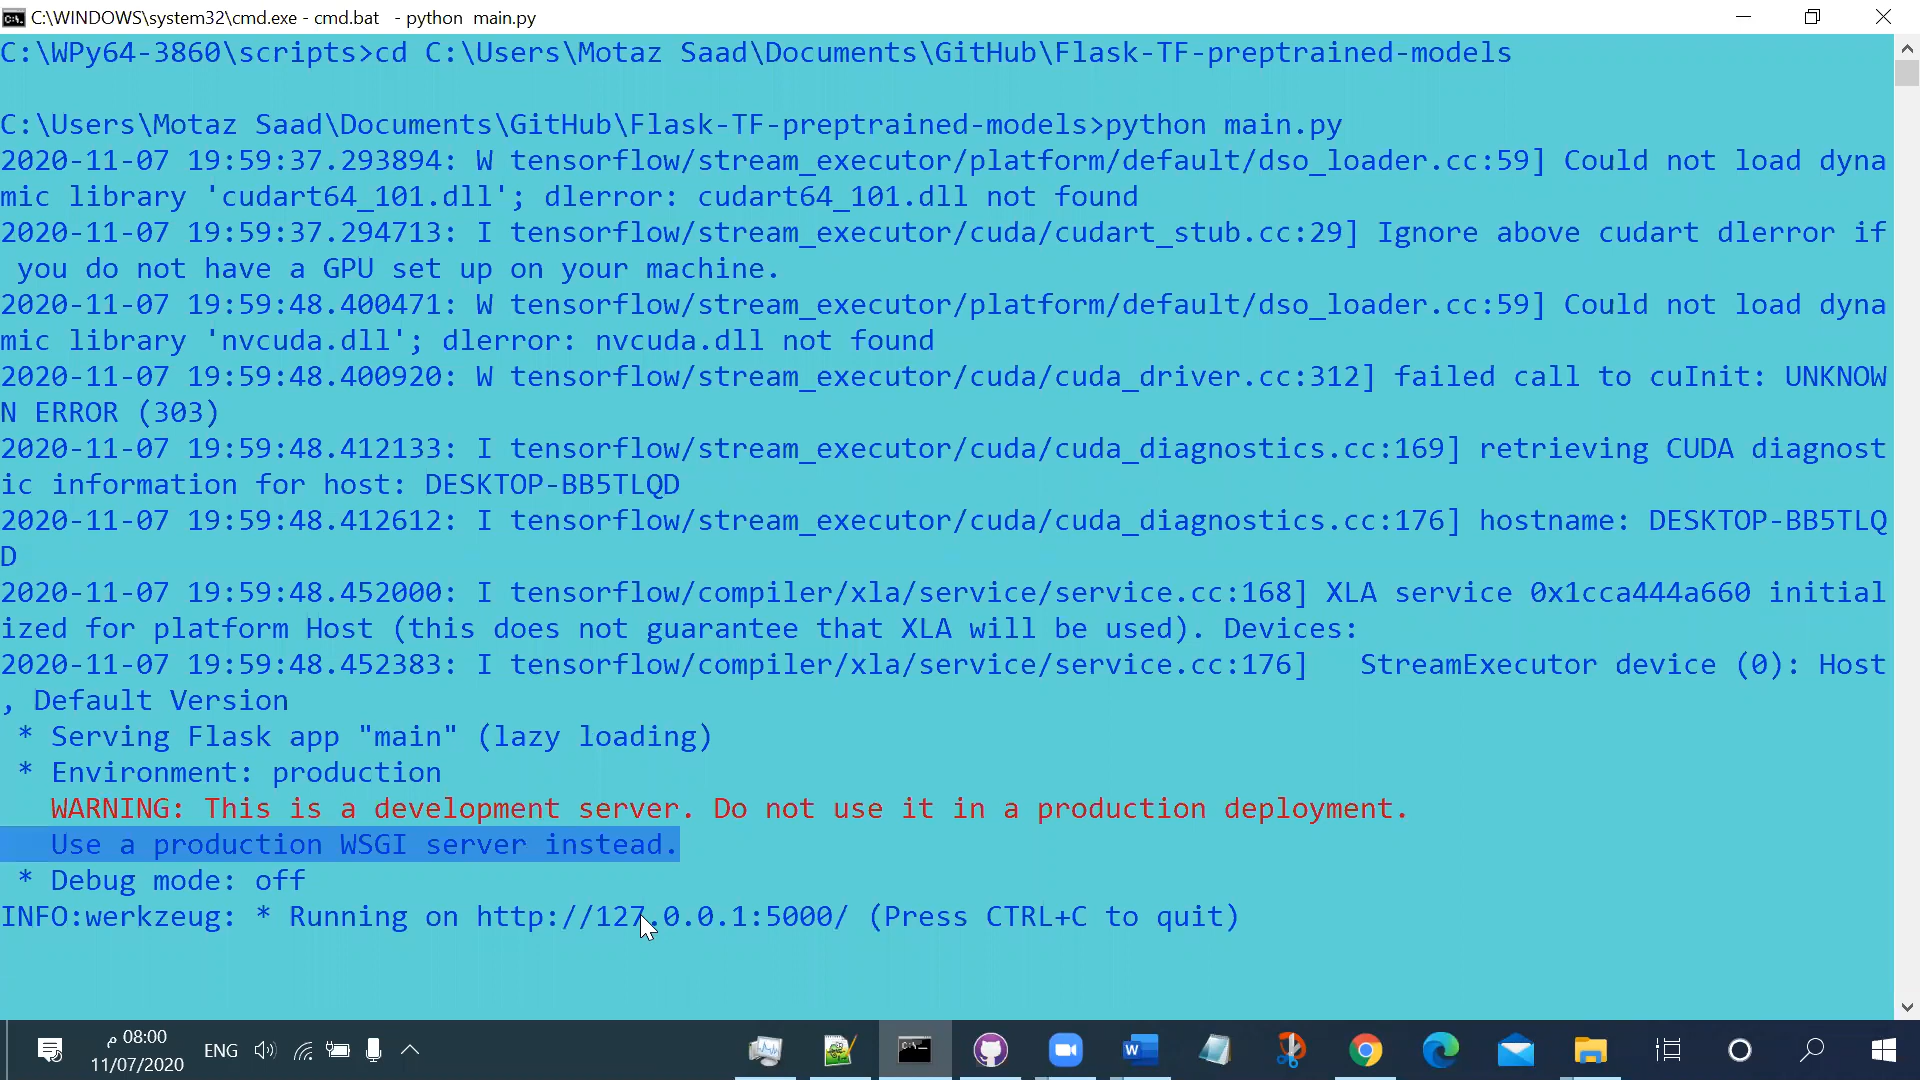 C:\WINDOWS\system32\cmd.exe - cmd.bat   - python  main.py
C:\WPy64-3860\scripts>cd C:\Users\Motaz Saad\Documents\GitHub\Flask-TF-preptrained-models
C:\Users\Motaz Saad\Documents\GitHub\Flask-TF-preptrained-models>python main.py
2020-11-07 19:59:37.293894: W tensorflow/stream_executor/platform/default/dso_loader.cc:59] Could not load dyna
mic library 'cudart64_101.dll'; dlerror: cudart64_101.dll not found
2020-11-07 19:59:37.294713: I tensorflow/stream_executor/cuda/cudart_stub.cc:29] Ignore above cudart dlerror if
 you do not have a GPU set up on your machine.
2020-11-07 19:59:48.400471: W tensorflow/stream_executor/platform/default/dso_loader.cc:59] Could not load dyna
mic library 'nvcuda.dll'; dlerror: nvcuda.dll not found
2020-11-07 19:59:48.400920: W tensorflow/stream_executor/cuda/cuda_driver.cc:312] failed call to cuInit: UNKNOW
N ERROR (303)
2020-11-07 19:59:48.412133: I tensorflow/stream_executor/cuda/cuda_diagnostics.cc:169] retrieving CUDA diagnost
ic information for host: DESKTOP-BB5TLQD
2020-11-07 19:59:48.412612: I tensorflow/stream_executor/cuda/cuda_diagnostics.cc:176] hostname: DESKTOP-BB5TLQ
D
2020-11-07 19:59:48.452000: I tensorflow/compiler/xla/service/service.cc:168] XLA service 0x1cca444a660 initial
ized for platform Host (this does not guarantee that XLA will be used). Devices:
2020-11-07 19:59:48.452383: I tensorflow/compiler/xla/service/service.cc:176]   StreamExecutor device (0): Host
, Default Version
 * Serving Flask app "main" (lazy loading)
 * Environment: production
   WARNING: This is a development server. Do not use it in a production deployment.
   Use a production WSGI server instead.
 * Debug mode: off
INFO:werkzeug: * Running on http://127.0.0.1:5000/ (Press CTRL+C to quit)
08:00 م
11/07/2020
ENG